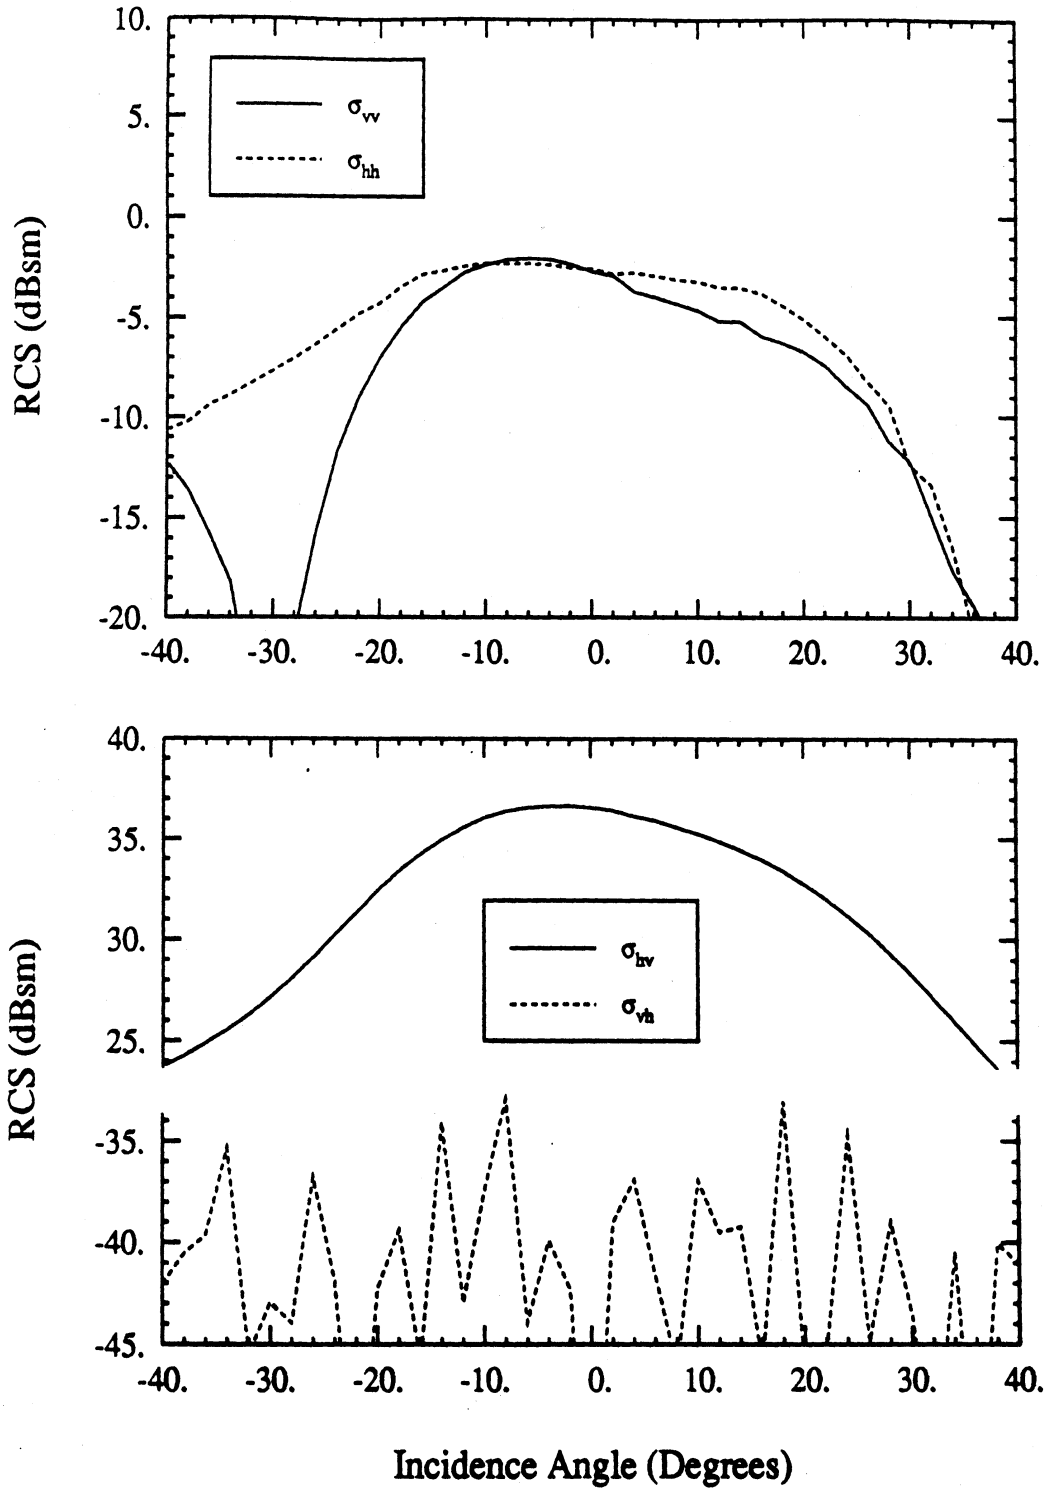 10.
5.
0.
-5.
-10.
-15.
-20.
RCS (dBsm)
σvv
σhh
-40. -30. -20. -10. 0. 10. 20. 30. 40.
40.
35.
30.
25.
-35.
-40.
-45.
RCS (dBsm)
σhv
σvh
-40. -30. -20. -10. 0. 10. 20. 30. 40.
Incidence Angle (Degrees)